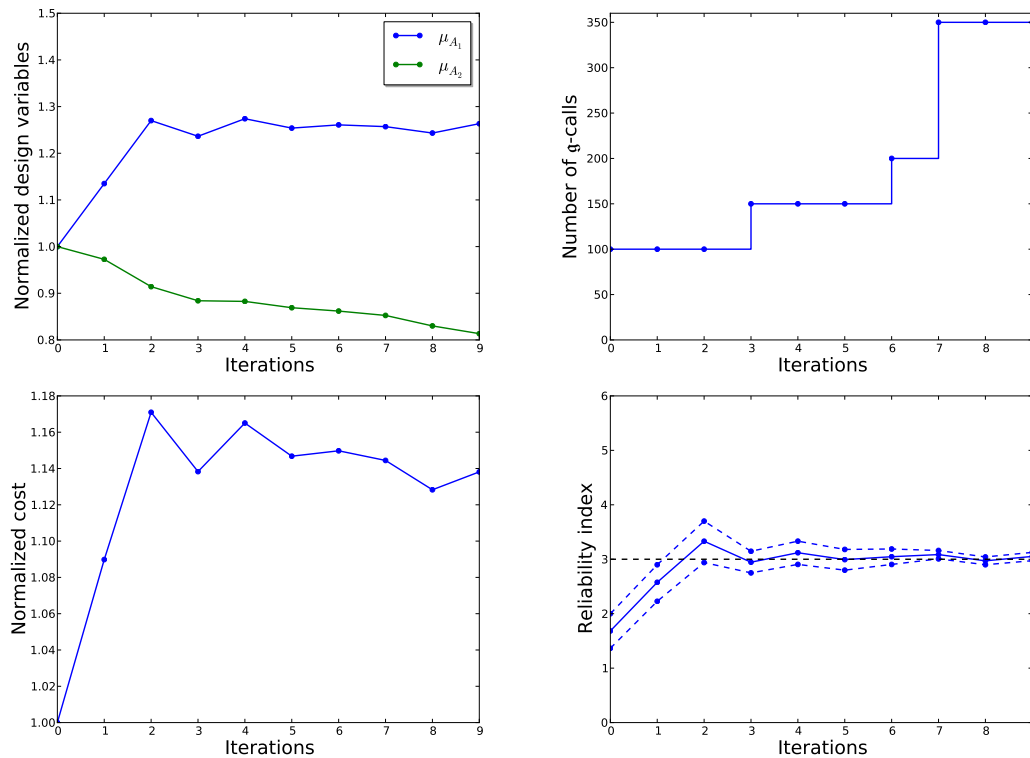 1.5
1.4
1.3
1.2
1.1
1.0
0.9
0.8
0 1 2 3 4 5 6 7 8 9
Normalized design variables
Iterations
μ_{A_1}
μ_{A_2}
350
300
250
200
150
100
50
0
0 1 2 3 4 5 6 7 8
Number of g-calls
Iterations
1.18
1.16
1.14
1.12
1.10
1.08
1.06
1.04
1.02
1.00
0 1 2 3 4 5 6 7 8 9
Normalized cost
Iterations
6
5
4
3
2
1
0
0 1 2 3 4 5 6 7 8
Reliability index
Iterations